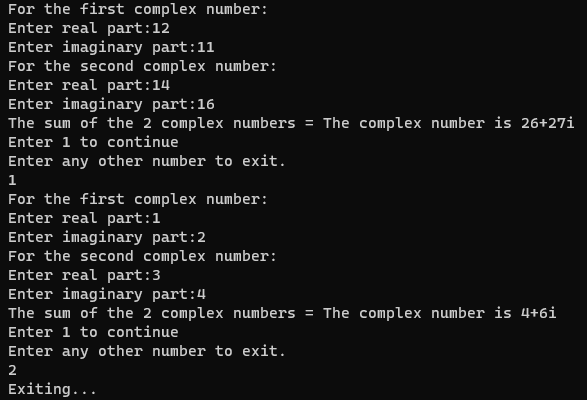 For the first complex number:
Enter real part:12
Enter imaginary part:11
For the second complex number:
Enter real part:14
Enter imaginary part:16
The sum of the 2 complex numbers = The complex number is 26+27i
Enter 1 to continue
Enter any other number to exit.
1
For the first complex number:
Enter real part:1
Enter imaginary part:2
For the second complex number:
Enter real part:3
Enter imaginary part:4
The sum of the 2 complex numbers = The complex number is 4+6i
Enter 1 to continue
Enter any other number to exit.
2
Exiting...